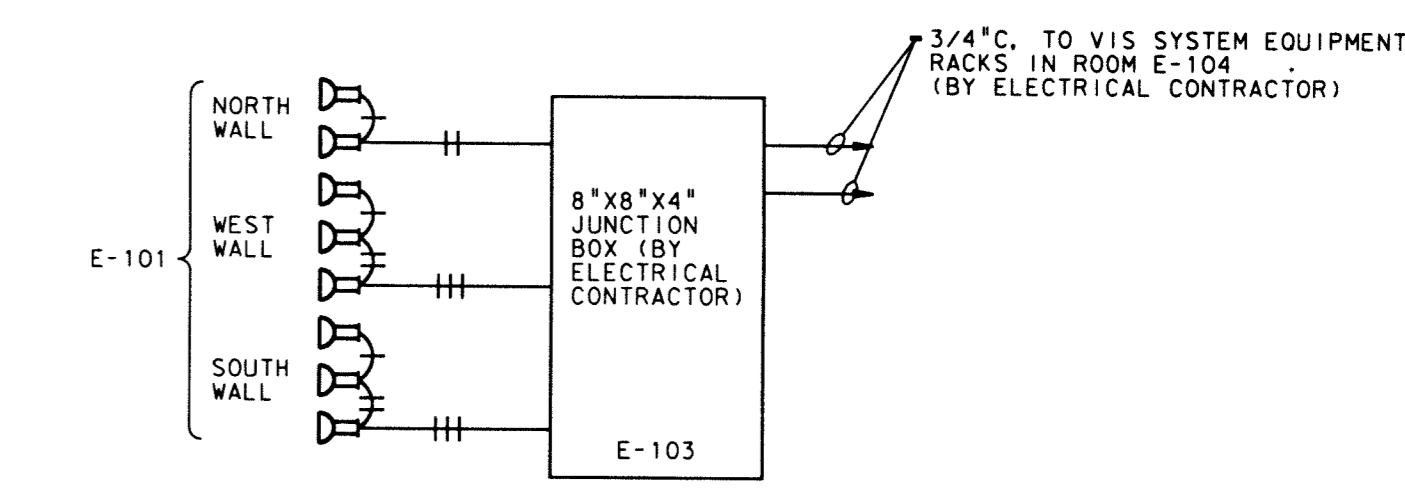 3/4"C. TO VIS SYSTEM EQUIPMENT
RACKS IN ROOM E-104
(BY ELECTRICAL CONTRACTOR)
NORTH
WALL
WEST
WALL
E-101
SOUTH
WALL
8"X8"X4"
JUNCTION
BOX (BY
ELECTRICAL
CONTRACTOR)
E-103